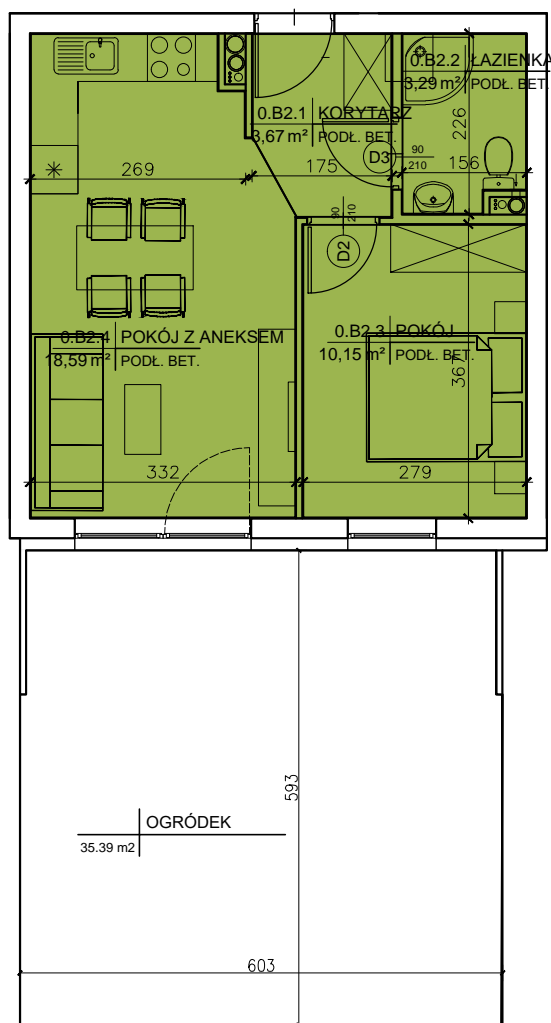 0.B2.2 ŁAZIENKA
3,29 m² PODŁ. BET.
0.B2.1 KORYTARZ
3,67 m² PODŁ. BET.
226
D3
90
210
269
175
156
90
210
D2
0.B2.4 POKÓJ Z ANEKSEM
18,59 m² PODŁ. BET.
0.B2.3 POKÓJ
10,15 m² PODŁ. BET.
367
332
279
593
OGRÓDEK
35.39 m2
603